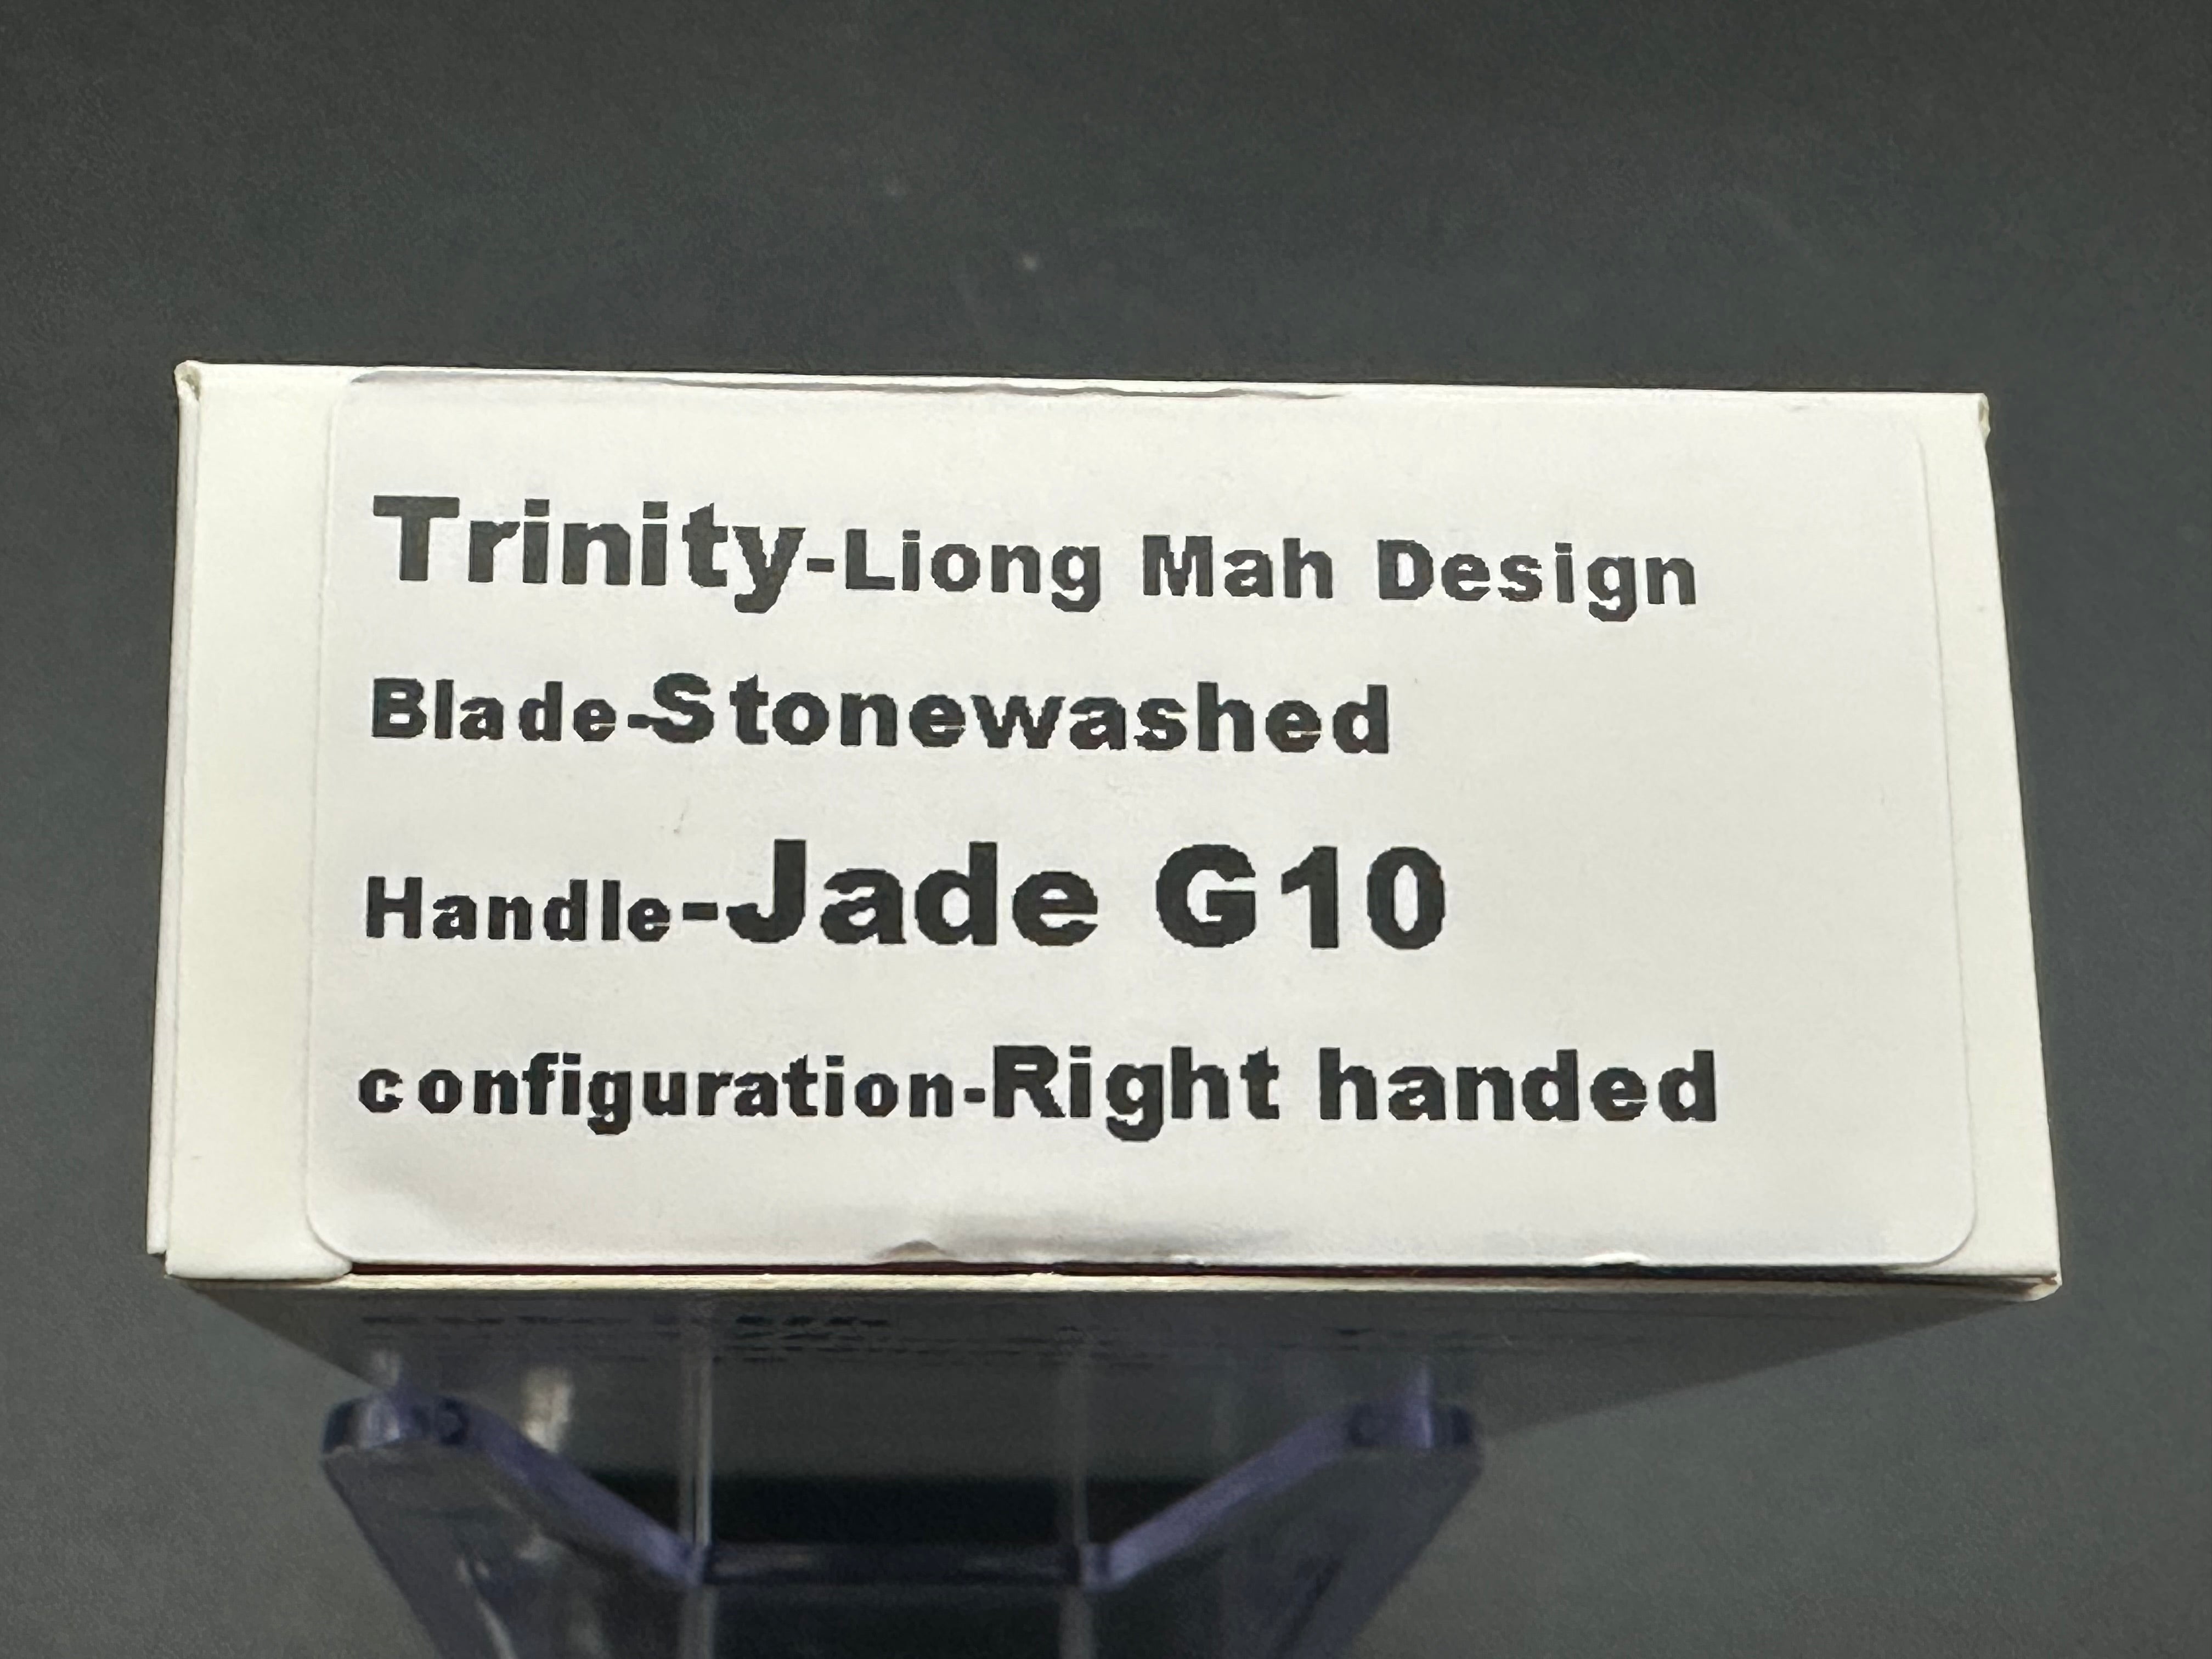 Trinity-Liong Mah Design
Blade-Stonewashed
Handle-Jade G10
configuration-Right handed